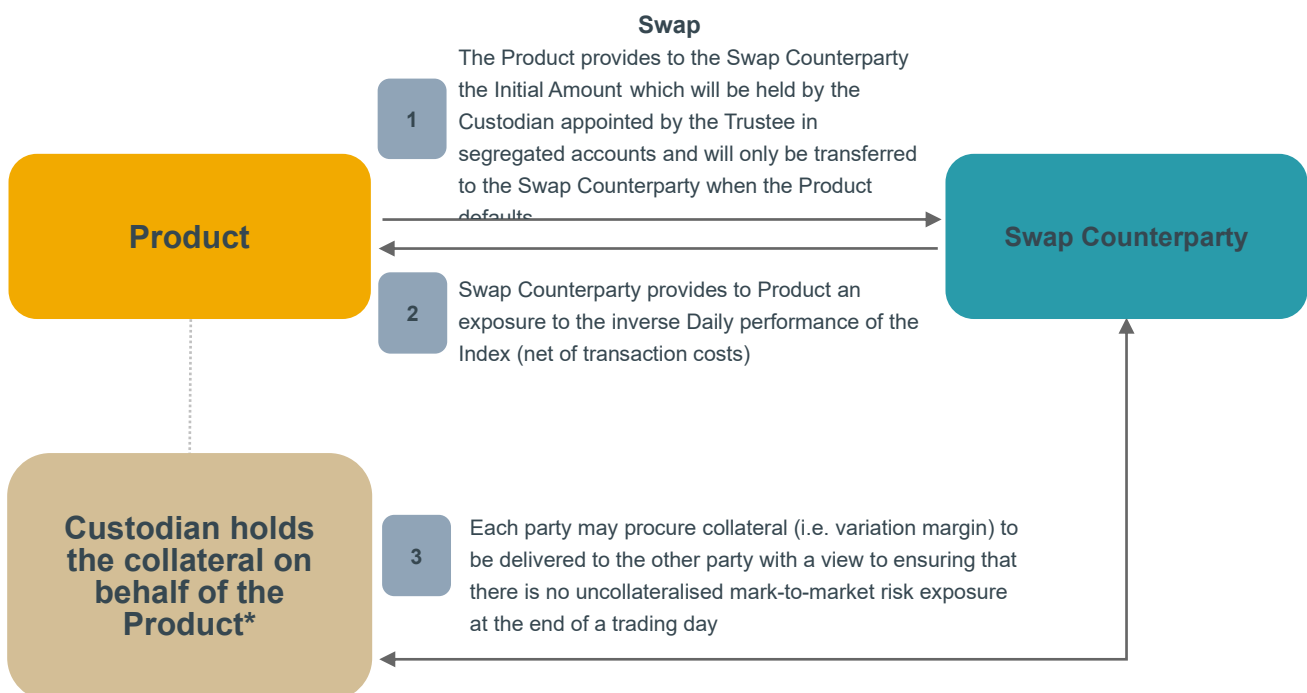 Swap
The Product provides to the Swap Counterparty
the Initial Amount which will be held by the
1
Custodian appointed by the Trustee in
segregated accounts and will only be transferred
to the Swap Counterparty when the Product
defaults
Product
Swap Counterparty
2
Swap Counterparty provides to Product an
exposure to the inverse Daily performance of the
Index (net of transaction costs)
Custodian holds
the collateral on
behalf of the
Product*
3
Each party may procure collateral (i.e. variation margin) to
be delivered to the other party with a view to ensuring that
there is no uncollateralised mark-to-market risk exposure
at the end of a trading day